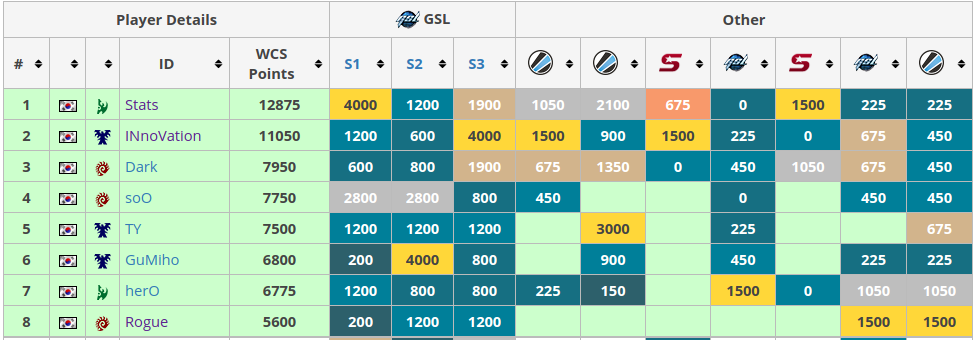 Player Details GSL Other
# ID WCS Points S1 S2 S3 S S
1 Stats 12875 4000 1200 1900 1050 2100 675 0 1500 225 225
2 INnoVation 11050 1200 600 4000 1500 900 1500 225 0 675 450
3 Dark 7950 600 800 1900 675 1350 0 450 1050 675 450
4 soO 7750 2800 2800 800 450 0 450 450
5 TY 7500 1200 1200 1200 3000 225 675
6 GuMiho 6800 200 4000 800 900 450 225 225
7 herO 6775 1200 800 800 225 150 1500 0 1050 1050
8 Rogue 5600 200 1200 1200 1500 1500